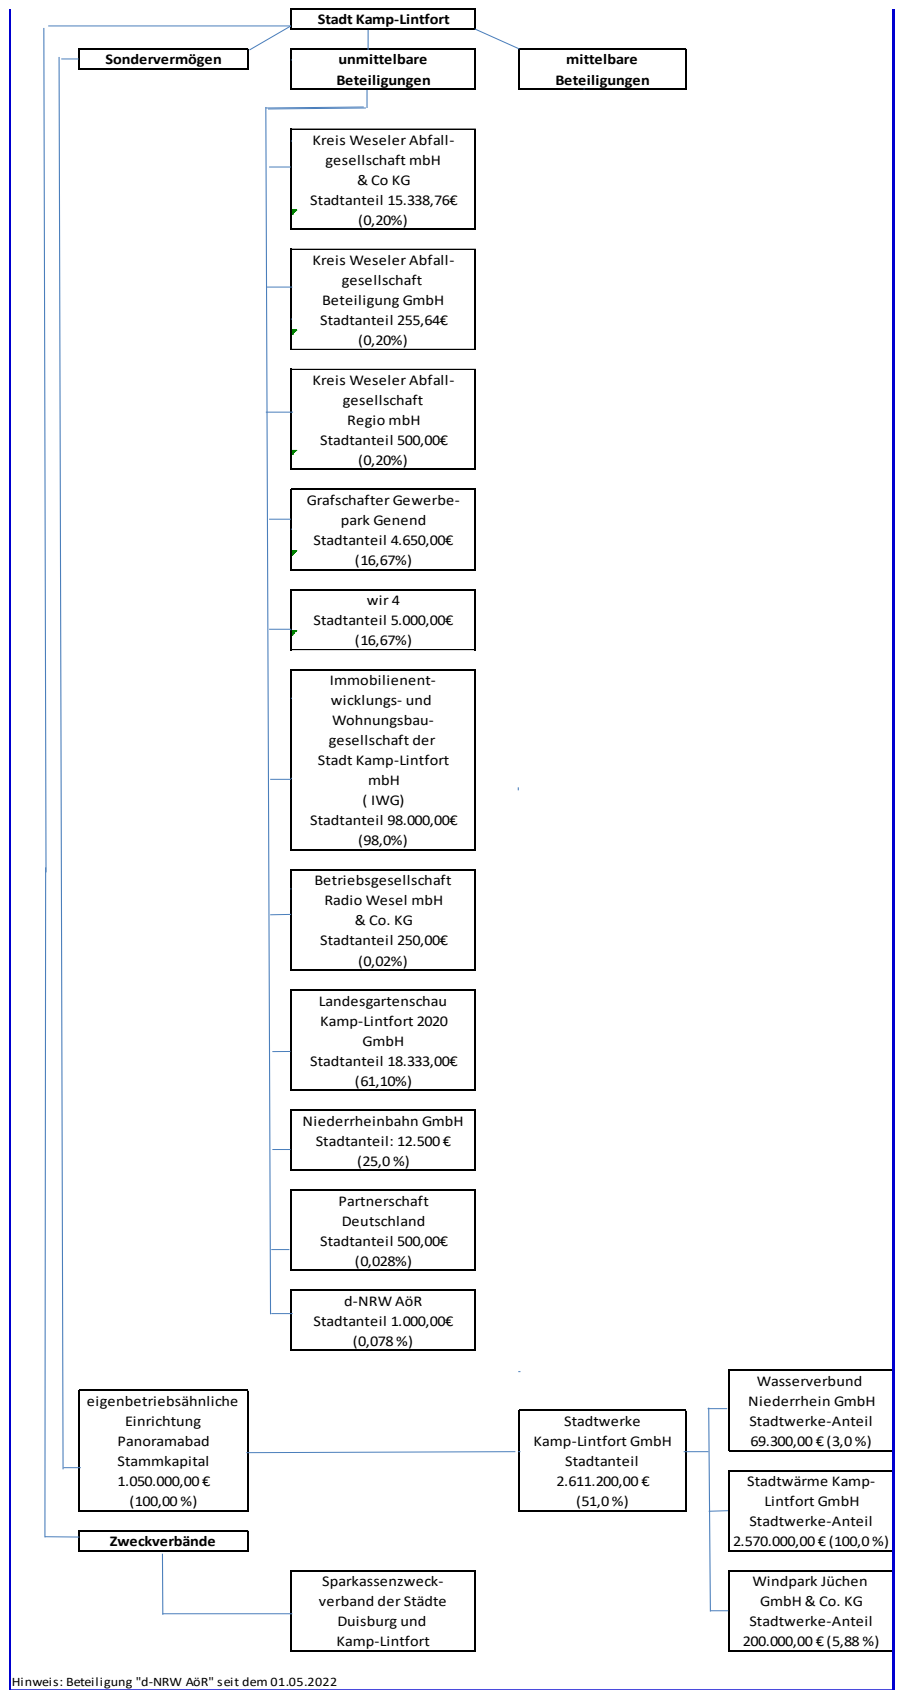 Stadt Kamp-Lintfort
Sondervermögen
unmittelbare
Beteiligungen
mittelbare
Beteiligungen
Kreis Weseler Abfall-
gesellschaft mbH
& Co KG
Stadtanteil 15.338,76€
(0,20%)
Kreis Weseler Abfall-
gesellschaft
Beteiligung GmbH
Stadtanteil 255,64€
(0,20%)
Kreis Weseler Abfall-
gesellschaft
Regio mbH
Stadtanteil 500,00€
(0,20%)
Grafschafter Gewerbe-
park Genend
Stadtanteil 4.650,00€
(16,67%)
wir 4
Stadtanteil 5.000,00€
(16,67%)
Immobilienent-
wicklungs- und
Wohnungsbau-
gesellschaft der
Stadt Kamp-Lintfort
mbH
( IWG)
Stadtanteil 98.000,00€
(98,0%)
Betriebsgesellschaft
Radio Wesel mbH
& Co. KG
Stadtanteil 250,00€
(0,02%)
Landesgartenschau
Kamp-Lintfort 2020
GmbH
Stadtanteil 18.333,00€
(61,10%)
Niederrheinbahn GmbH
Stadtanteil: 12.500 €
(25,0 %)
Partnerschaft
Deutschland
Stadtanteil 500,00€
(0,028%)
d-NRW AöR
Stadtanteil 1.000,00€
(0,078 %)
eigenbetriebsähnliche
Einrichtung
Panoramabad
Stammkapital
1.050.000,00 €
(100,00 %)
Stadtwerke
Kamp-Lintfort GmbH
Stadtanteil
2.611.200,00 €
(51,0 %)
Wasserverbund
Niederrhein GmbH
Stadtwerke-Anteil
69.300,00 € (3,0 %)
Stadtwärme Kamp-
Lintfort GmbH
Stadtwerke-Anteil
2.570.000,00 € (100,0 %)
Windpark Jüchen
GmbH & Co. KG
Stadtwerke-Anteil
200.000,00 € (5,88 %)
Zweckverbände
Sparkassenzweck-
verband der Städte
Duisburg und
Kamp-Lintfort
Hinweis: Beteiligung "d-NRW AöR" seit dem 01.05.2022